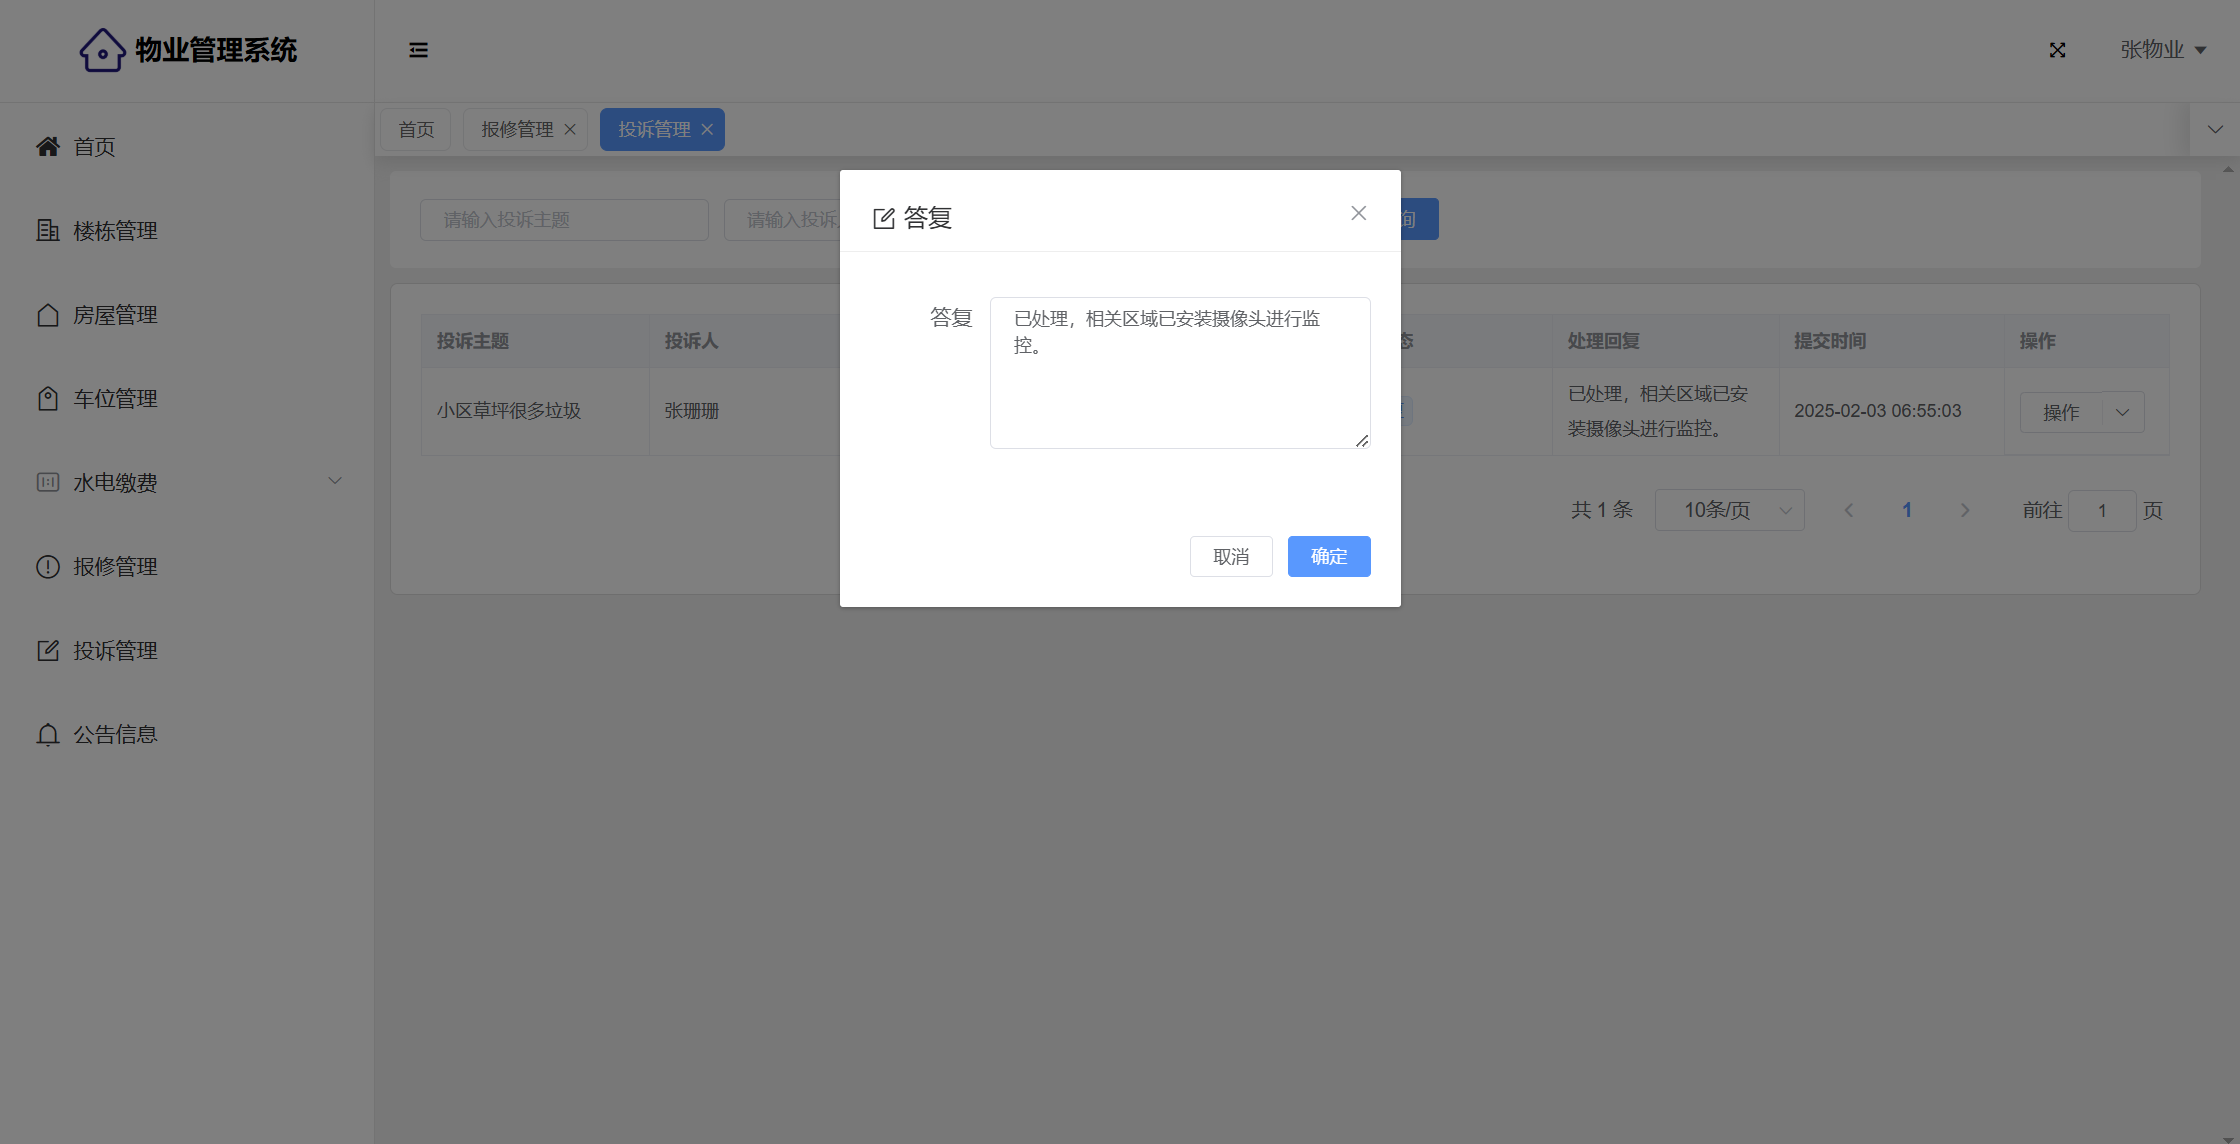 物业管理系统
张物业
首页
报修管理
投诉管理
首页
楼栋管理
房屋管理
车位管理
水电缴费
报修管理
投诉管理
公告信息
请输入投诉主题
请输入投诉
询
答复
答复
已处理，相关区域已安装摄像头进行监
控。
取消
确定
投诉主题
投诉人
态
处理回复
提交时间
操作
小区草坪很多垃圾
张珊珊
已处理，相关区域已安
装摄像头进行监控。
2025-02-03 06:55:03
操作
共 1 条
10条/页
1
前往
1
页